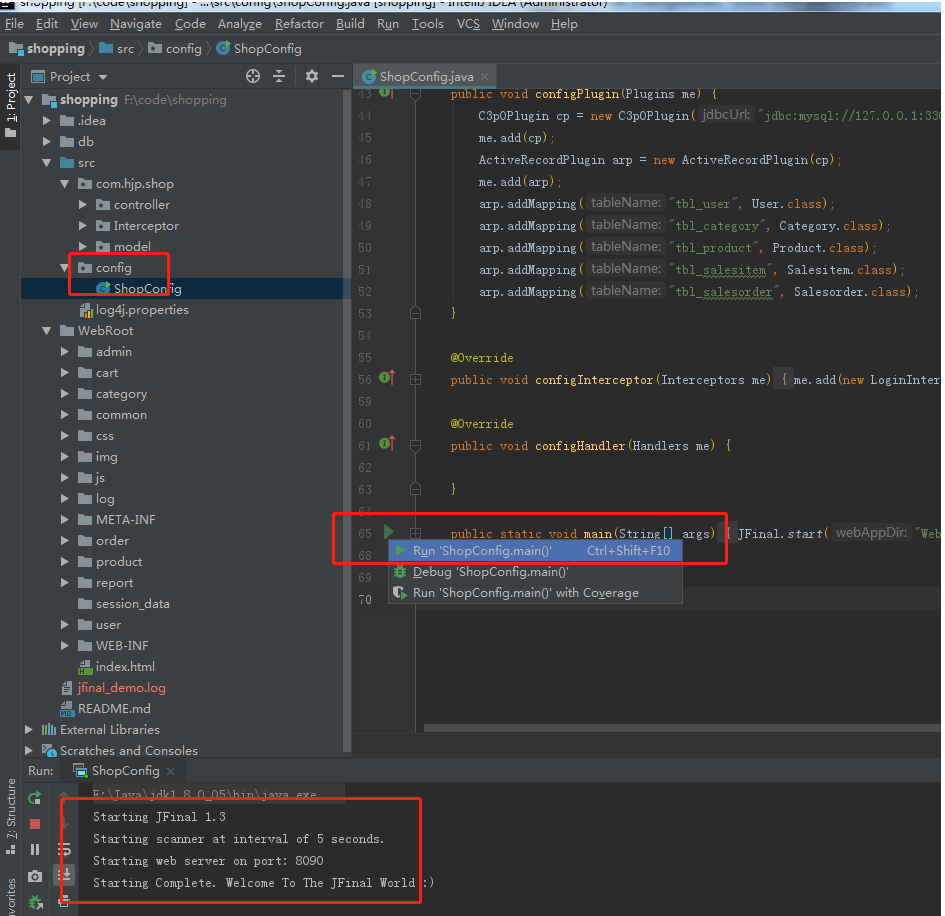 shopping [F:\code\shopping] - ...\src\config\ShopConfig.java [shopping] - IntelliJ IDEA (Administrator)
File Edit View Navigate Code Analyze Refactor Build Run Tools VCS Window Help
shopping src config ShopConfig
1: Project
Project
ShopConfig.java
shopping F:\code\shopping
.idea
db
src
com.hjp.shop
controller
Interceptor
model
config
ShopConfig
log4j.properties
WebRoot
admin
cart
category
common
css
img
js
log
META-INF
order
product
report
session_data
user
WEB-INF
index.html
jfinal_demo.log
README.md
External Libraries
Scratches and Consoles
43 public void configPlugin(Plugins me) {
44 C3p0Plugin cp = new C3p0Plugin( jdbcUrl: "jdbc:mysql://127.0.0.1:330
45 me.add(cp);
46 ActiveRecordPlugin arp = new ActiveRecordPlugin(cp);
47 me.add(arp);
48 arp.addMapping( tableName: "tbl_user", User.class);
49 arp.addMapping( tableName: "tbl_category", Category.class);
50 arp.addMapping( tableName: "tbl_product", Product.class);
51 arp.addMapping( tableName: "tbl_salesitem", Salesitem.class);
52 arp.addMapping( tableName: "tbl_salesorder", Salesorder.class);
53 }
54
55 @Override
56 public void configInterceptor(Interceptors me) { me.add(new LoginInter
59
60 @Override
61 public void configHandler(Handlers me) {
62
63 }
64
65 public static void main(String[] args) { JFinal.start( webAppDir: "Web
68
69
70
Run 'ShopConfig.main()' Ctrl+Shift+F10
Debug 'ShopConfig.main()'
Run 'ShopConfig.main()' with Coverage
Run: ShopConfig
7: Structure
F:\Java\jdk1.8.0_05\bin\java.exe
Starting JFinal 1.3
Starting scanner at interval of 5 seconds.
Starting web server on port: 8090
Starting Complete. Welcome To The JFinal World :)